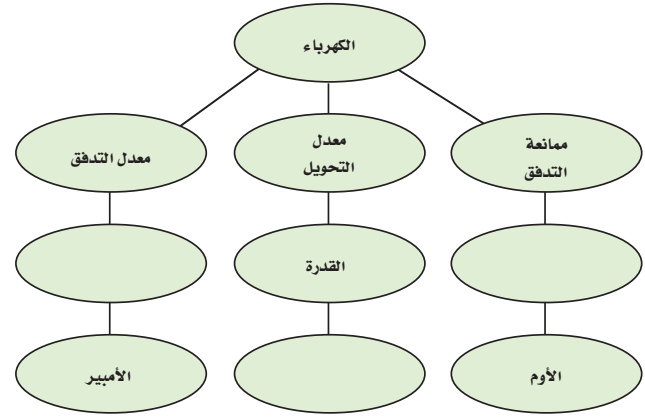 الكهرباء
ممانعة
التدفق
معدل
التحويل
معدل التدفق
القدرة
الأوم
الأمبير